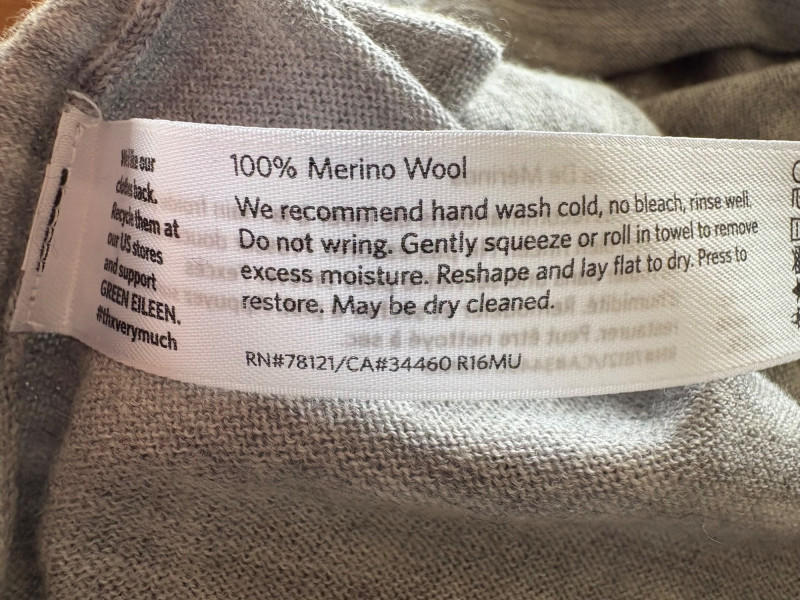 We like our
clothes back.
Recycle them at
our US stores
and support
GREEN EILEEN.
#thxverymuch
100% Merino Wool
We recommend hand wash cold, no bleach, rinse well.
Do not wring. Gently squeeze or roll in towel to remove
excess moisture. Reshape and lay flat to dry. Press to
restore. May be dry cleaned.
RN#78121/CA#34460 R16MU